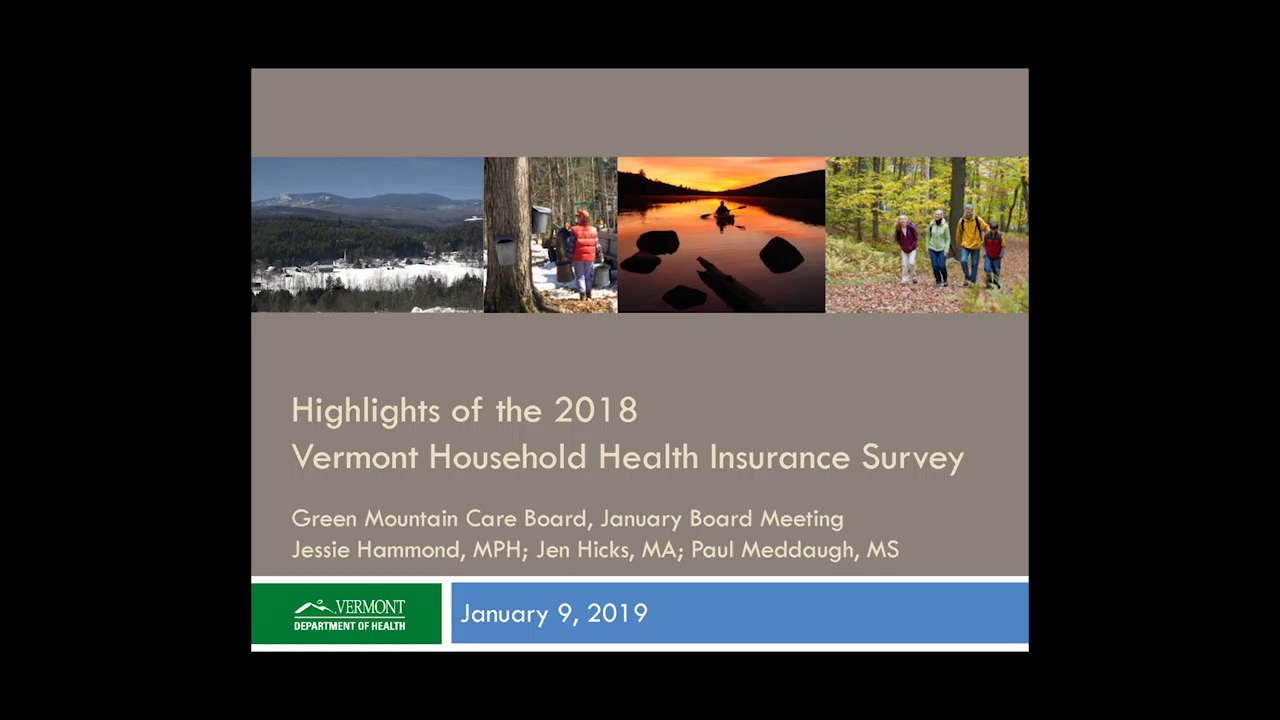 Highlights of the 2018
Vermont Household Health Insurance Survey
Green Mountain Care Board, January Board Meeting
Jessie Hammond, MPH; Jen Hicks, MA; Paul Meddaugh, MS
VERMONT
DEPARTMENT OF HEALTH
January 9, 2019